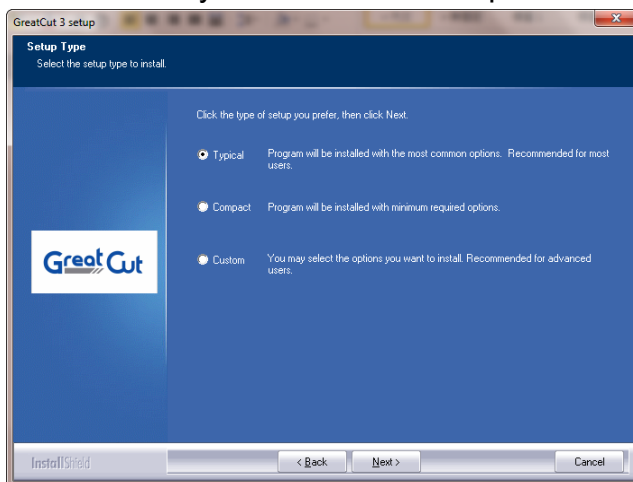 GreatCut 3 setup
Setup Type
Select the setup type to install.
Click the type of setup you prefer, then click Next.
Typical Program will be installed with the most common options. Recommended for most
users.
Compact Program will be installed with minimum required options.
Great Cut
Custom You may select the options you want to install. Recommended for advanced
users.
InstallShield
< Back Next > Cancel